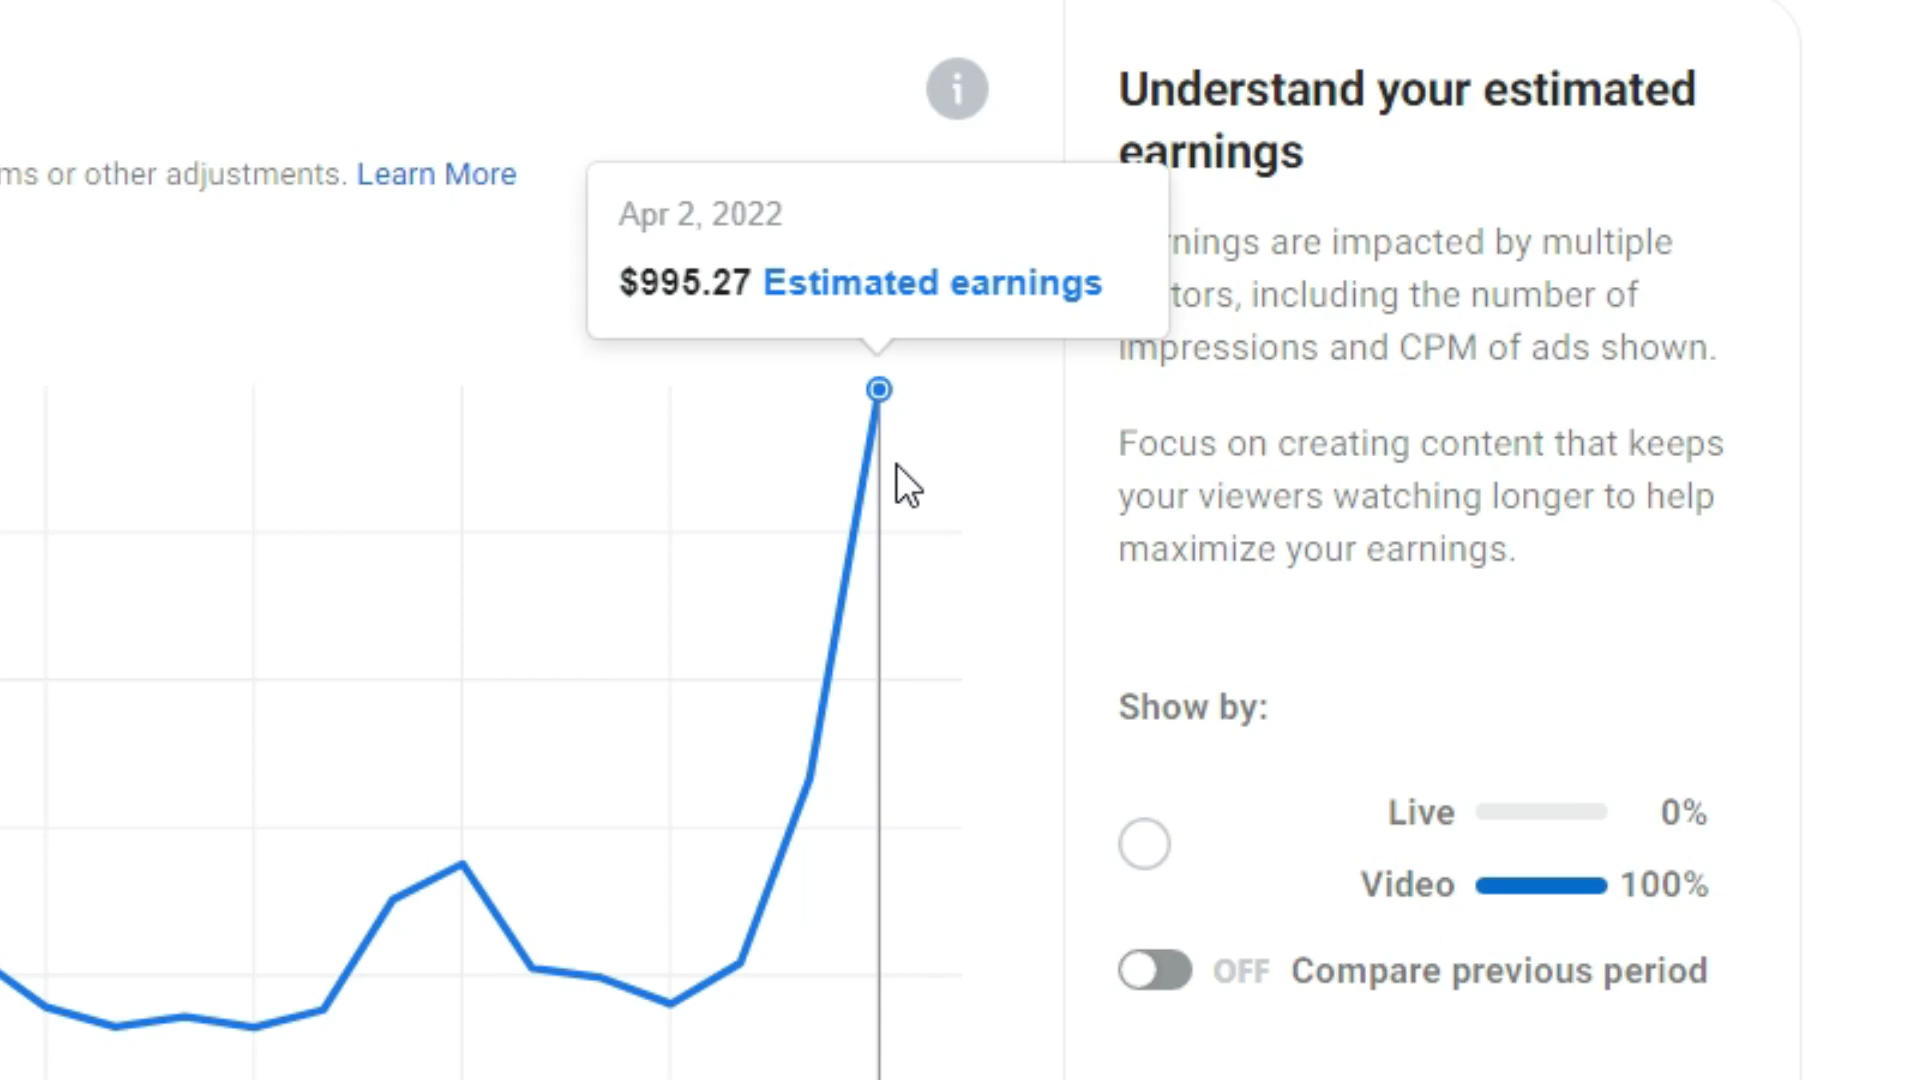 Understand your estimated
earnings
ms or other adjustments. Learn More
Apr 2, 2022
$995.27 Estimated earnings
nings are impacted by multiple
tors, including the number of
impressions and CPM of ads shown.
Focus on creating content that keeps
your viewers watching longer to help
maximize your earnings.
Show by:
Live 0%
Video 100%
OFF Compare previous period